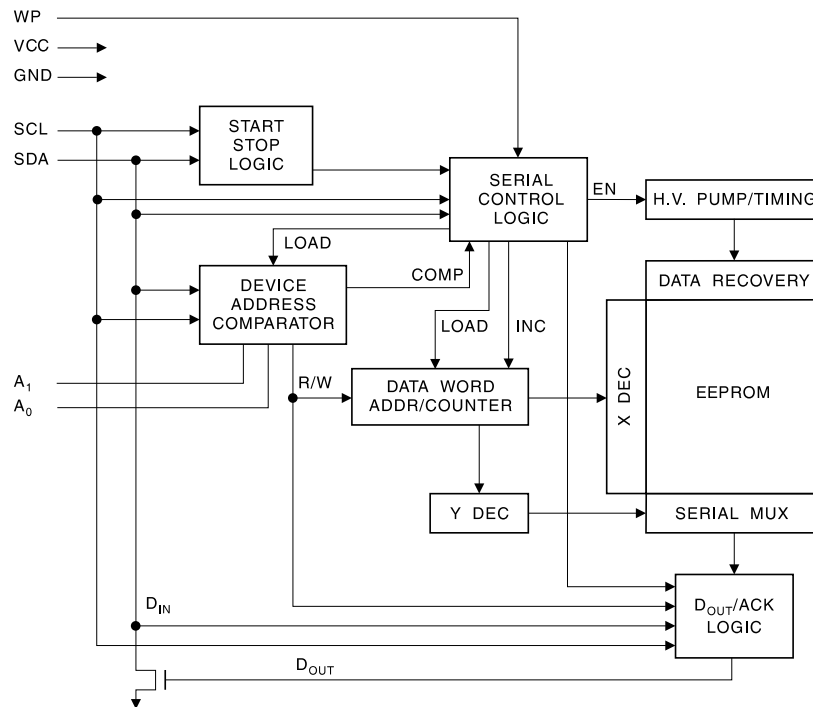 WP
VCC
GND
SCL
SDA
START
STOP
LOGIC
SERIAL
CONTROL
LOGIC
EN
H.V. PUMP/TIMING
LOAD
COMP
DEVICE
ADDRESS
COMPARATOR
LOAD
INC
DATA RECOVERY
A1
A0
R/W
DATA WORD
ADDR/COUNTER
X DEC
EEPROM
Y DEC
SERIAL MUX
DIN
DOUT/ACK
LOGIC
DOUT